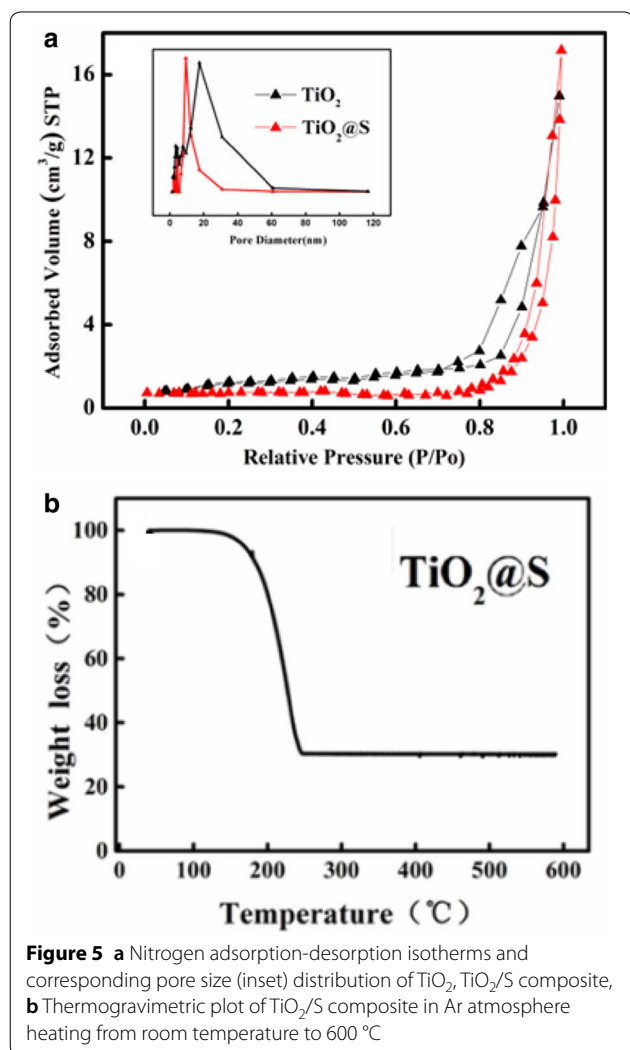 a
16
12
8
4
0
Adsorbed Volume (cm³/g) STP
TiO₂
TiO₂@S
0 20 40 60 80 100 120
Pore Diameter(nm)
0.0 0.2 0.4 0.6 0.8 1.0
Relative Pressure (P/Po)
b
100
80
60
40
20
0
Weight loss（%）
TiO₂@S
0 100 200 300 400 500 600
Temperature（℃）
Figure 5 a Nitrogen adsorption-desorption isotherms and
corresponding pore size (inset) distribution of TiO₂, TiO₂/S composite,
b Thermogravimetric plot of TiO₂/S composite in Ar atmosphere
heating from room temperature to 600 °C